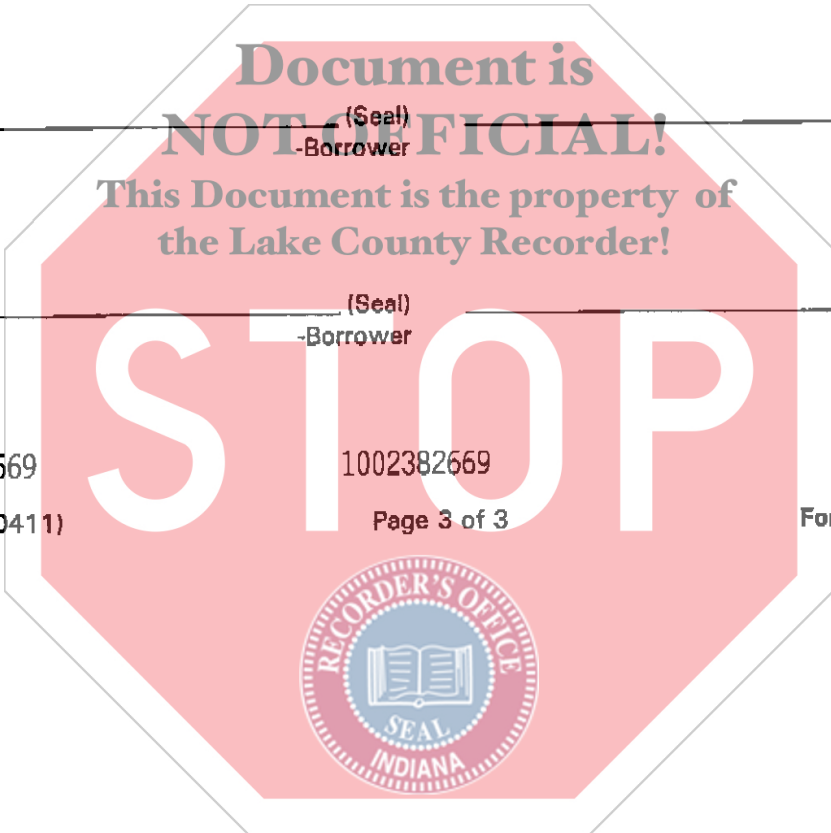 Document is
(Seal)
NOT OFFICIAL!
-Borrower
This Document is the property of
the Lake County Recorder!
(Seal)
-Borrower
STOP
569 1002382669
0411) Page 3 of 3 For
RECORDER'S OFFICE
SEAL
INDIANA